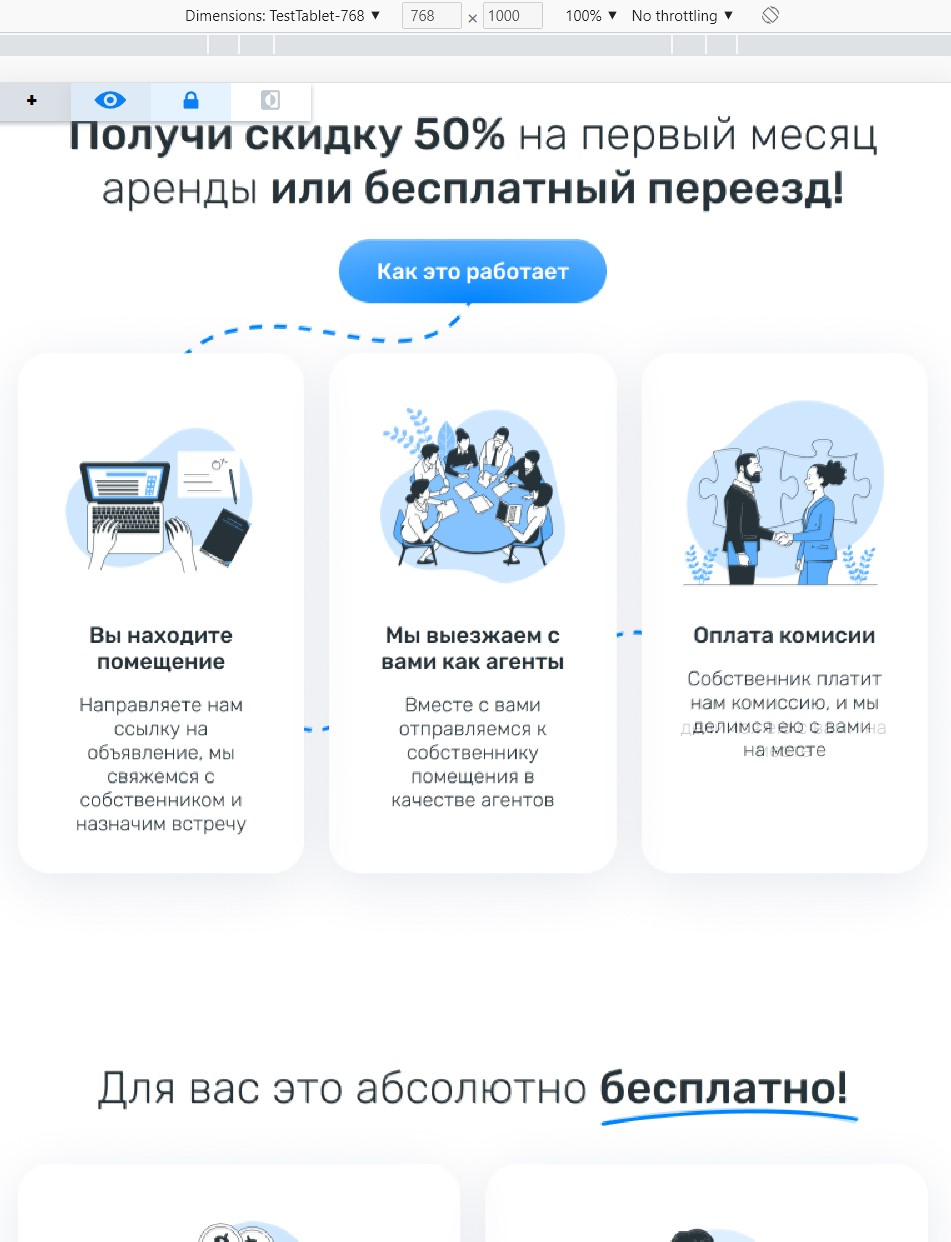 Dimensions: TestTablet-768 ▼ 768 × 1000 100% ▼ No throttling ▼
Получи скидку 50% на первый месяц
аренды или бесплатный переезд!
Как это работает
Вы находите
помещение
Направляете нам
ссылку на
объявление, мы
свяжемся с
собственником и
назначим встречу
Мы выезжаем с
вами как агенты
Вместе с вами
отправляемся к
собственнику
помещения в
качестве агентов
Оплата комисии
Собственник платит
нам комиссию, и мы
делимся ею с вами
на месте
Для вас это абсолютно бесплатно!